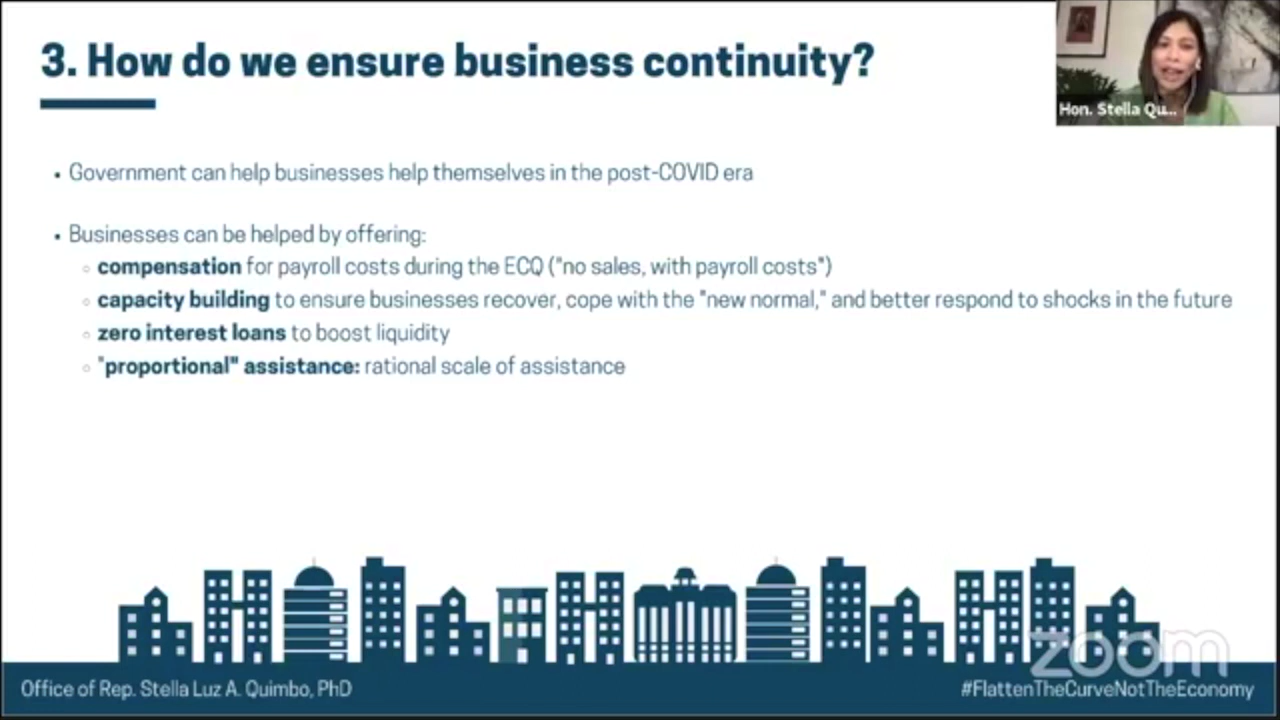 3. How do we ensure business continuity?
Hon. Stella Qu...
• Government can help businesses help themselves in the post-COVID era
• Businesses can be helped by offering:
◦ compensation for payroll costs during the ECQ ("no sales, with payroll costs")
◦ capacity building to ensure businesses recover, cope with the "new normal," and better respond to shocks in the future
◦ zero interest loans to boost liquidity
◦ "proportional" assistance: rational scale of assistance
zoom
Office of Rep. Stella Luz A. Quimbo, PhD
#FlattenTheCurveNotTheEconomy